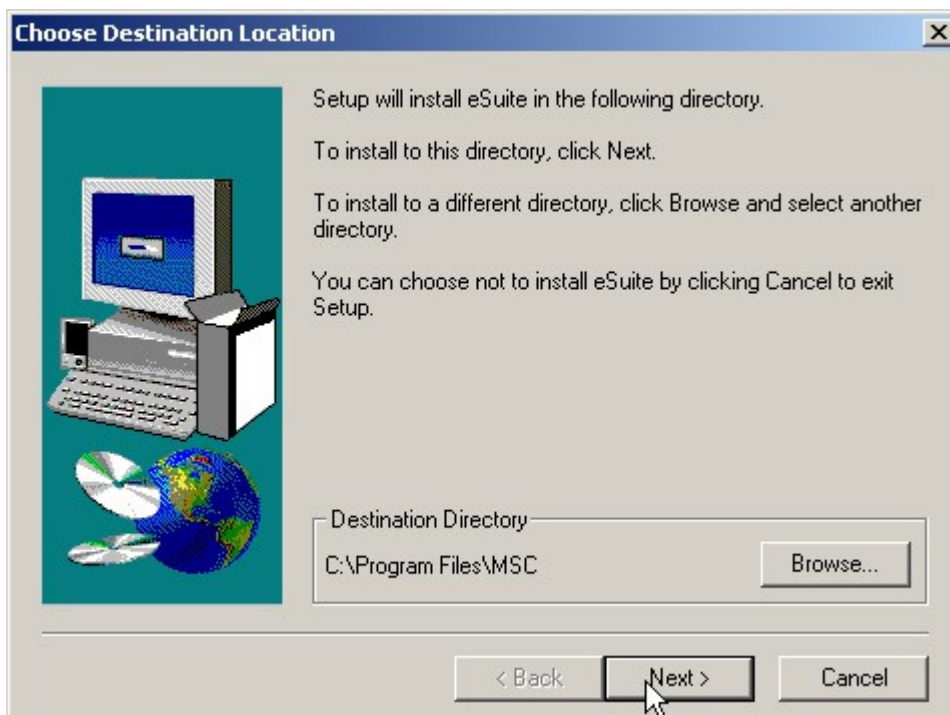 Choose Destination Location
Setup will install eSuite in the following directory.
To install to this directory, click Next.
To install to a different directory, click Browse and select another
directory.
You can choose not to install eSuite by clicking Cancel to exit
Setup.
Destination Directory
C:\Program Files\MSC
Browse...
< Back
Next >
Cancel